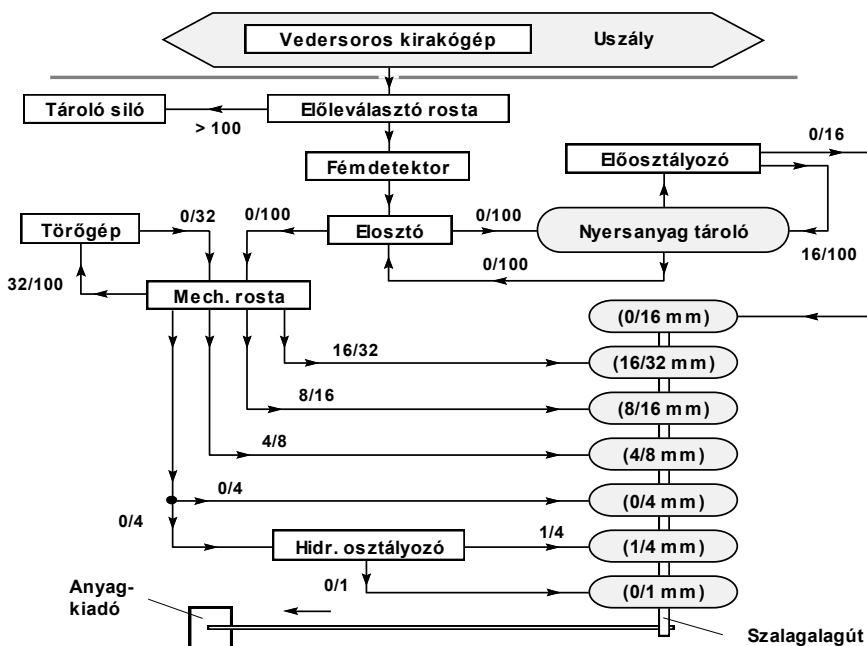 Vedersoros kirakógép
Uszály
Tároló siló
> 100
Előleválasztó rosta
0/16
Fémdetektor
Előosztályozó
0/32
0/100
0/100
Törőgép
Elosztó
Nyersanyag tároló
16/100
0/100
32/100
Mech. rosta
(0/16 mm)
16/32
(16/32 mm)
8/16
(8/16 mm)
4/8
(4/8 mm)
0/4
(0/4 mm)
0/4
Hidr. osztályozó
1/4
(1/4 mm)
0/1
(0/1 mm)
Anyag-
kiadó
Szalagalagút